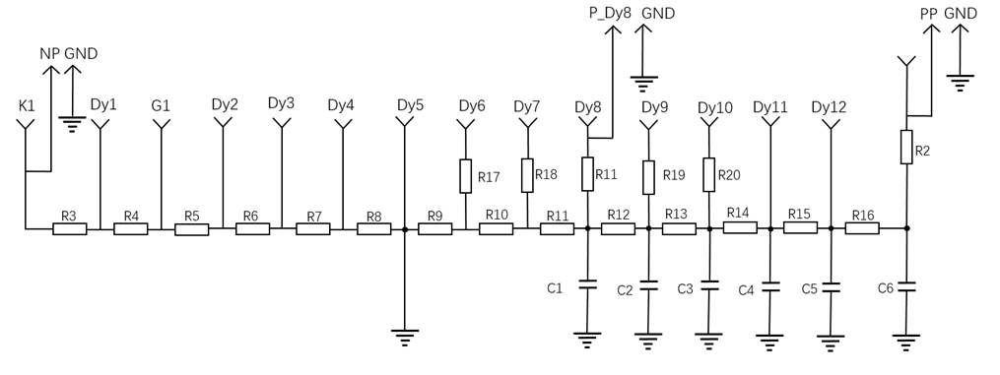 P_Dy8 GND
PP GND
NP GND
K1 Dy1 G1 Dy2 Dy3 Dy4 Dy5 Dy6 Dy7 Dy8 Dy9 Dy10 Dy11 Dy12
R17 R18 R11 R19 R20 R2
R3 R4 R5 R6 R7 R8 R9 R10 R11 R12 R13 R14 R15 R16
C1 C2 C3 C4 C5 C6